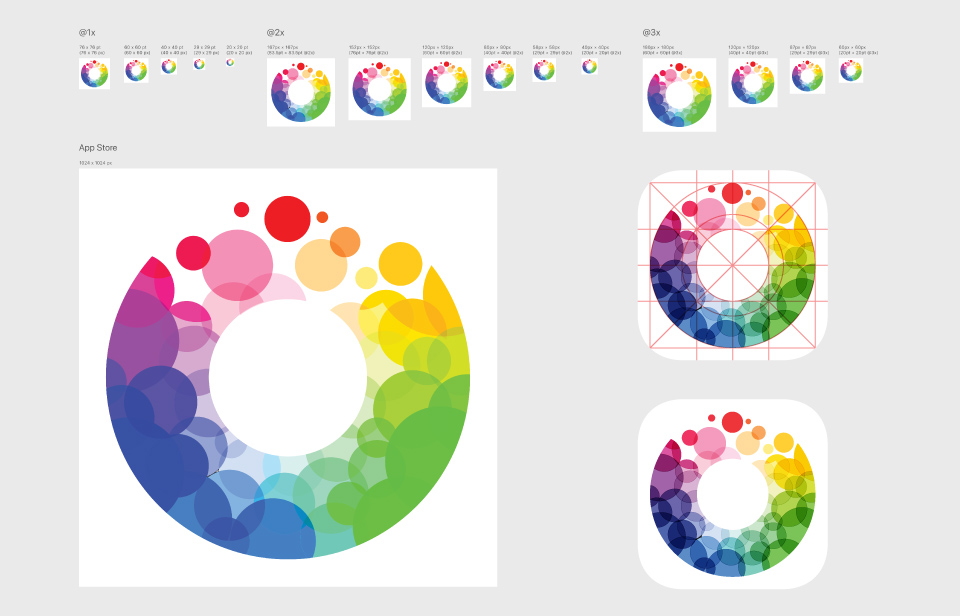 @1x
@2x
@3x
76 x 76 pt
(76 x 76 px)
60 x 60 pt
(60 x 60 px)
40 x 40 pt
(40 x 40 px)
29 x 29 pt
(29 x 29 px)
20 x 20 pt
(20 x 20 px)
167px × 167px
(83.5pt × 83.5pt @2x)
152px × 152px
(76pt × 76pt @2x)
120px × 120px
(60pt × 60pt @2x)
80px × 80px
(40pt × 40pt @2x)
58px × 58px
(29pt × 29pt @2x)
40px × 40px
(20pt × 20pt @2x)
180px × 180px
(60pt × 60pt @3x)
120px × 120px
(40pt × 40pt @3x)
87px × 87px
(29pt × 29pt @3x)
60px × 60px
(20pt × 20pt @3x)
App Store
1024 x 1024 px